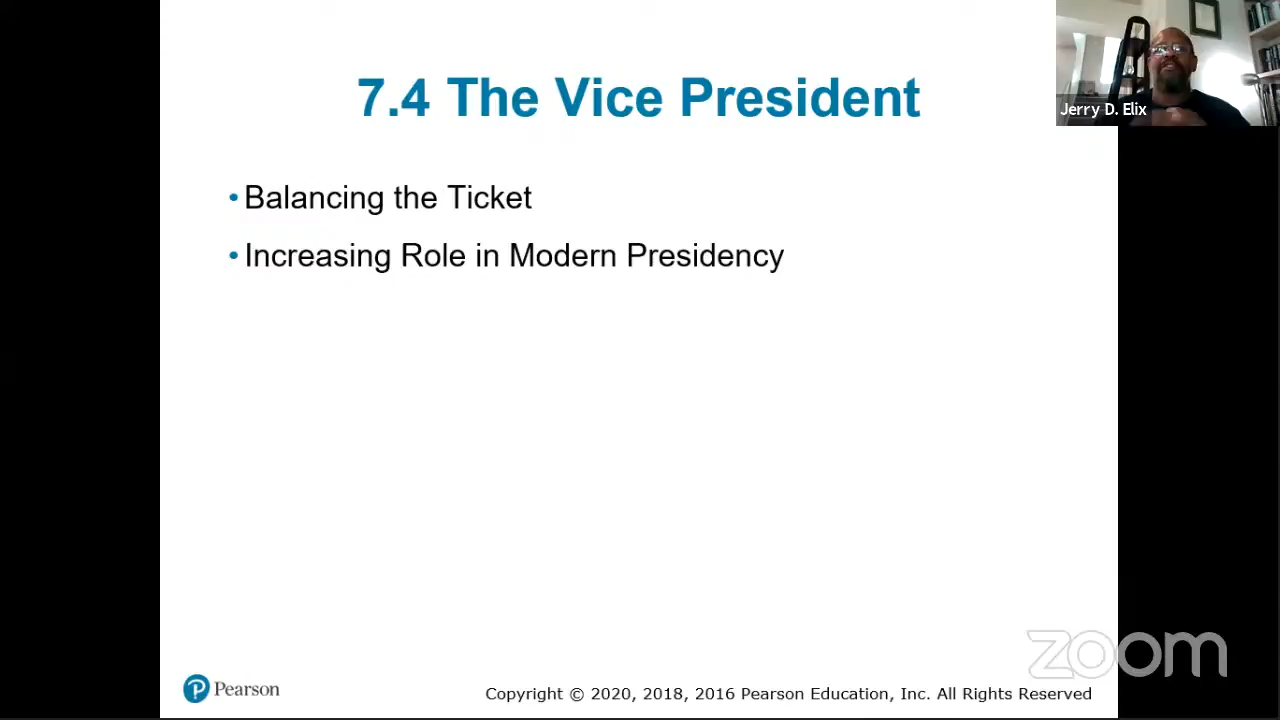 7.4 The Vice President
Jerry D. Elix
• Balancing the Ticket
• Increasing Role in Modern Presidency
zoom
Pearson
Copyright © 2020, 2018, 2016 Pearson Education, Inc. All Rights Reserved